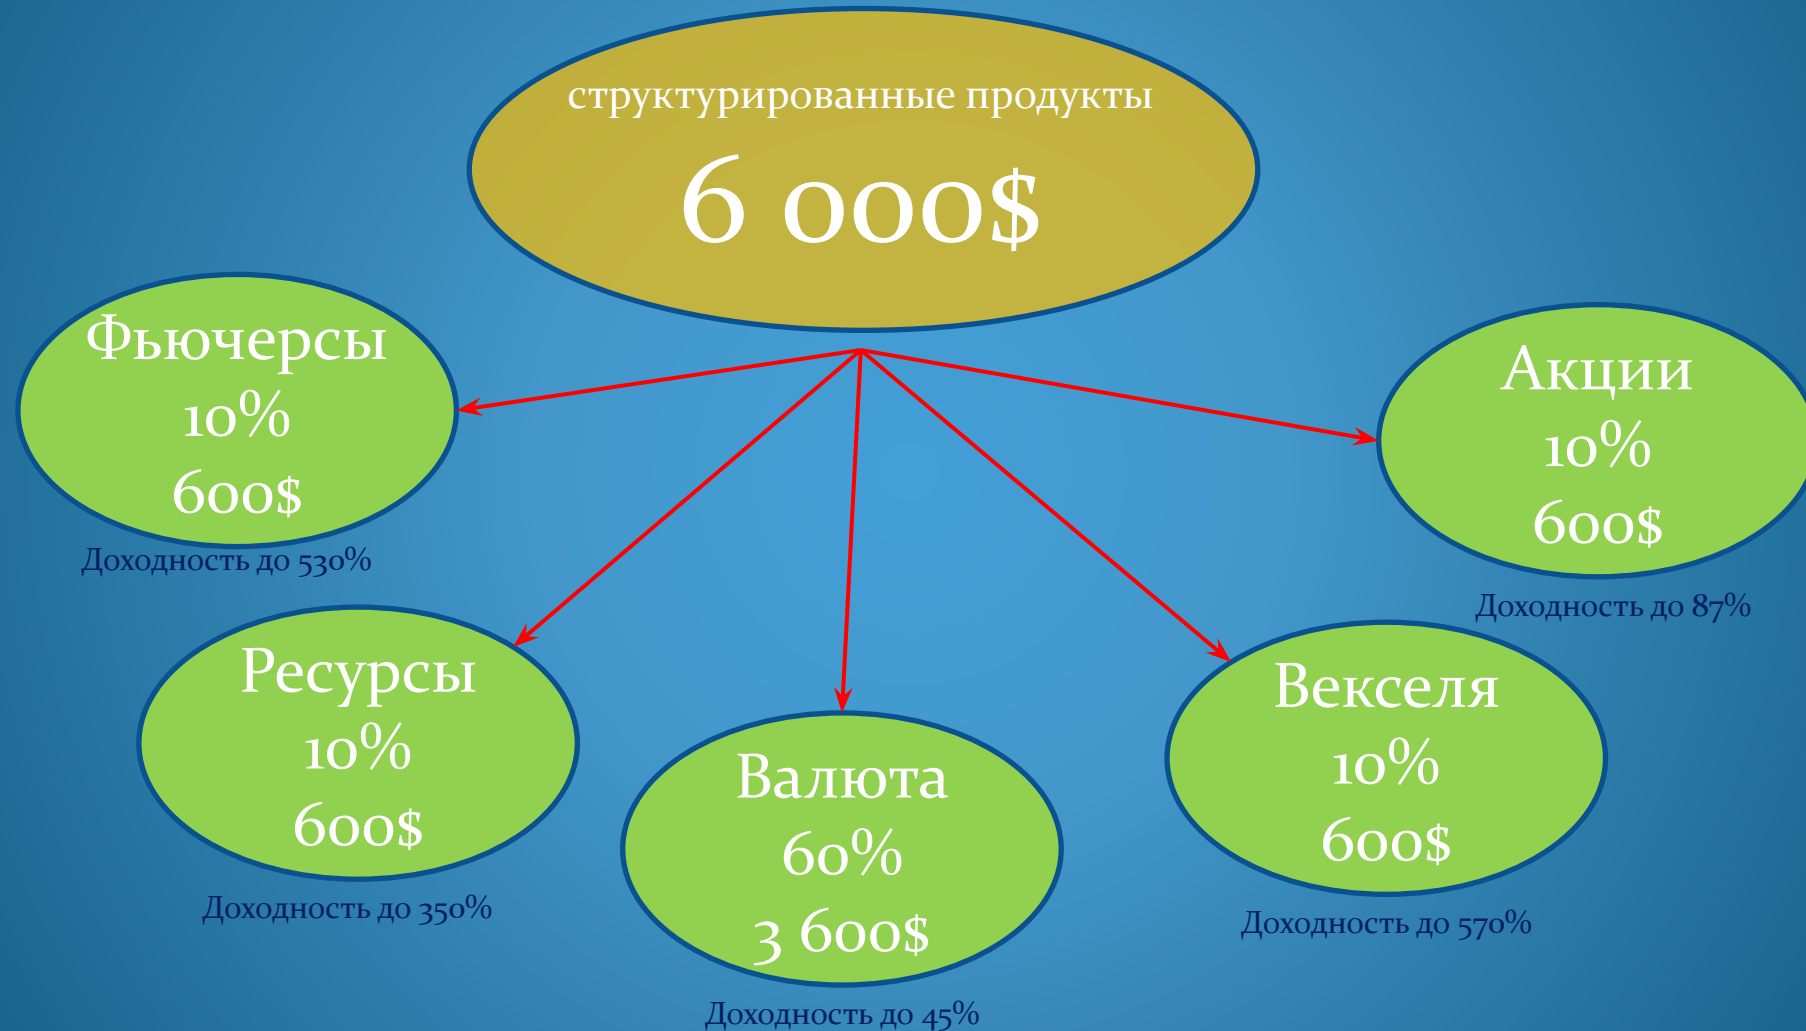 структурированные продукты
6 000$
Фьючерсы
10%
600$
Доходность до 530%
Акции
10%
600$
Доходность до 87%
Ресурсы
10%
600$
Доходность до 350%
Валюта
60%
3 600$
Доходность до 45%
Векселя
10%
600$
Доходность до 570%